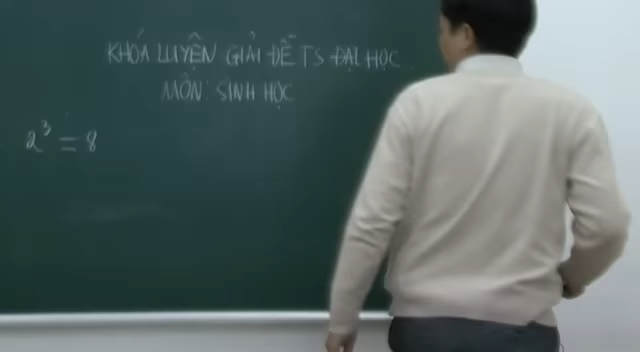 KHÓA LUYỆN GIẢI ĐỀ TS ĐẠI HỌC
MÔN: SINH HỌC
2³ = 8